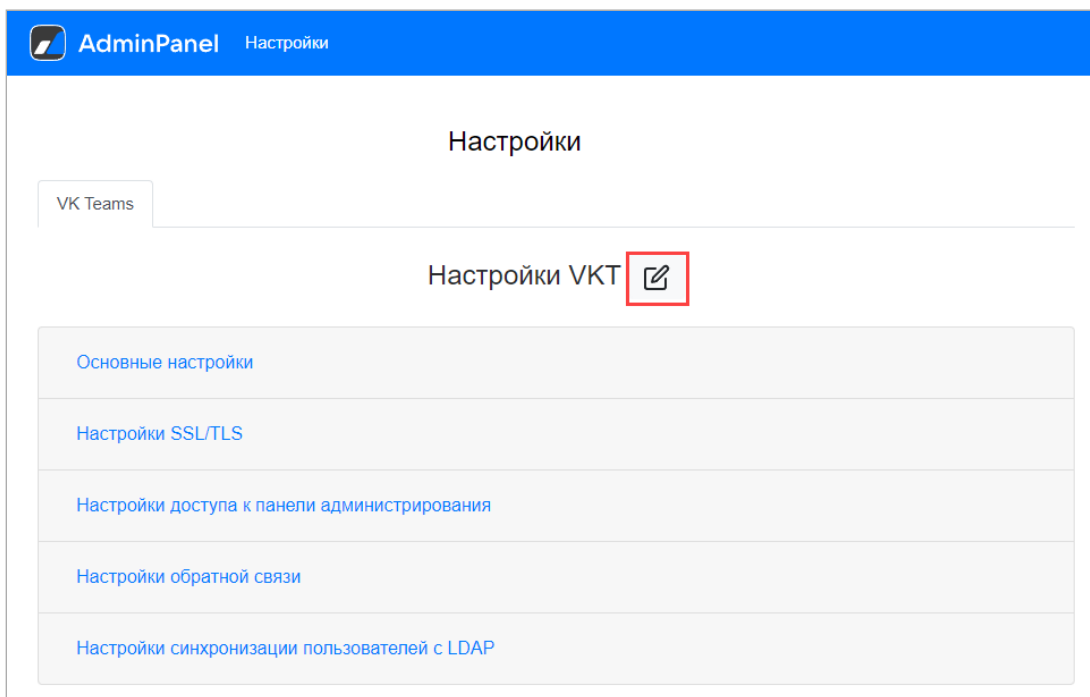 AdminPanel Настройки
Настройки
VK Teams
Настройки VKT
Основные настройки
Настройки SSL/TLS
Настройки доступа к панели администрирования
Настройки обратной связи
Настройки синхронизации пользователей с LDAP